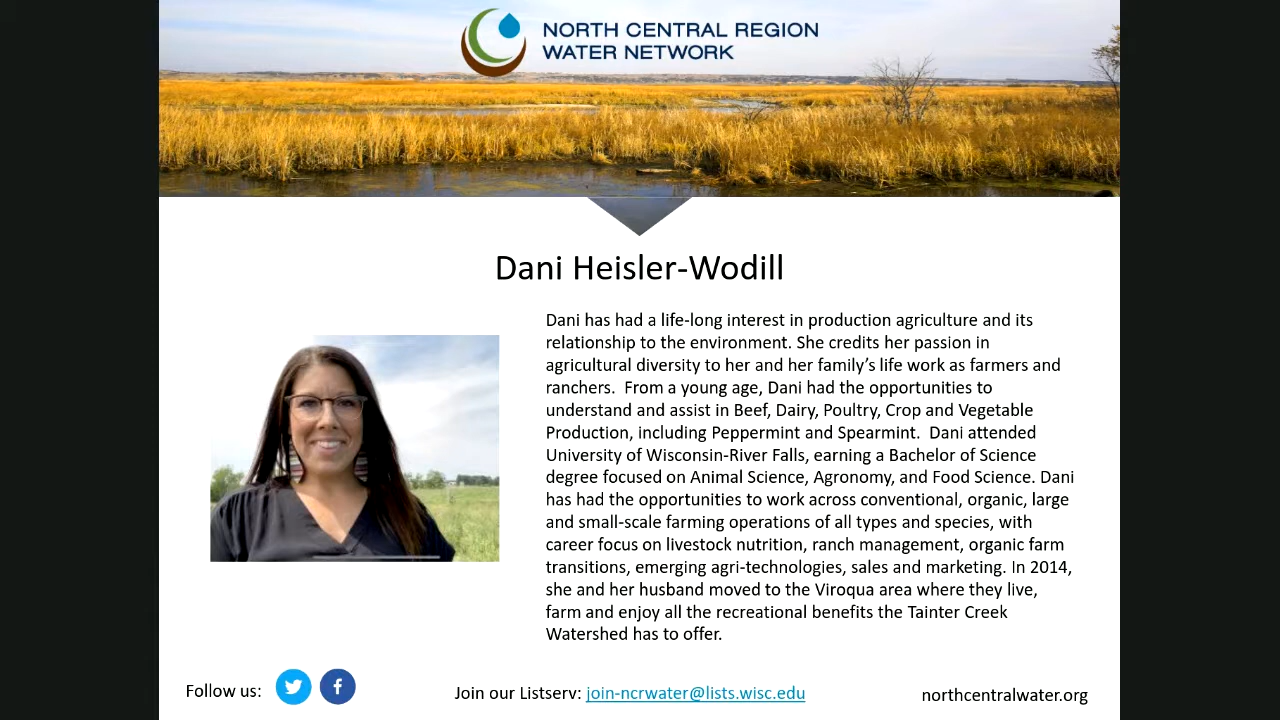 NORTH CENTRAL REGION
WATER NETWORK
Dani Heisler-Wodill
Dani has had a life-long interest in production agriculture and its
relationship to the environment. She credits her passion in
agricultural diversity to her and her family’s life work as farmers and
ranchers.  From a young age, Dani had the opportunities to
understand and assist in Beef, Dairy, Poultry, Crop and Vegetable
Production, including Peppermint and Spearmint.  Dani attended
University of Wisconsin-River Falls, earning a Bachelor of Science
degree focused on Animal Science, Agronomy, and Food Science. Dani
has had the opportunities to work across conventional, organic, large
and small-scale farming operations of all types and species, with
career focus on livestock nutrition, ranch management, organic farm
transitions, emerging agri-technologies, sales and marketing. In 2014,
she and her husband moved to the Viroqua area where they live,
farm and enjoy all the recreational benefits the Tainter Creek
Watershed has to offer.
Follow us:
Join our Listserv: join-ncrwater@lists.wisc.edu
northcentralwater.org